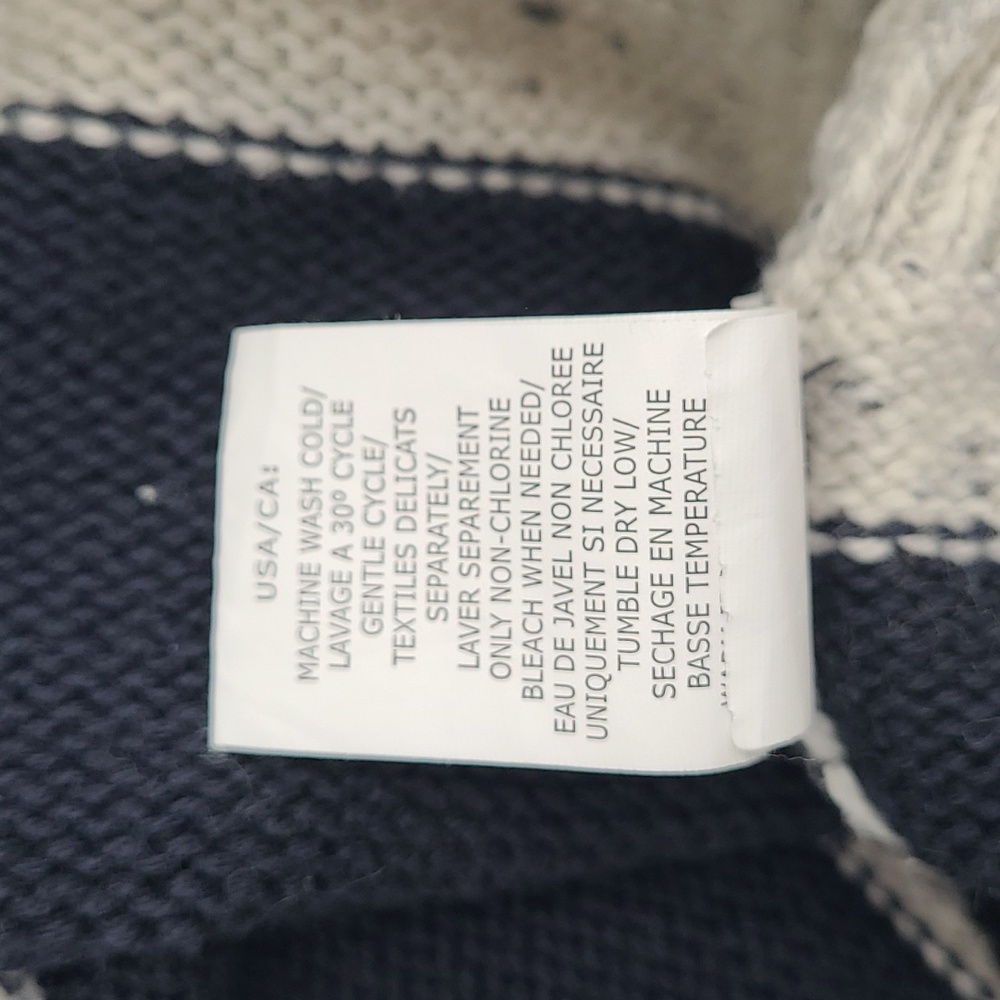 USA/CA:
MACHINE WASH COLD/
LAVAGE A 30º CYCLE
GENTLE CYCLE/
TEXTILES DELICATS
SEPARATELY/
LAVER SEPAREMENT
ONLY NON-CHLORINE
BLEACH WHEN NEEDED/
EAU DE JAVEL NON CHLOREE
UNIQUEMENT SI NECESSAIRE
TUMBLE DRY LOW/
SECHAGE EN MACHINE
BASSE TEMPERATURE